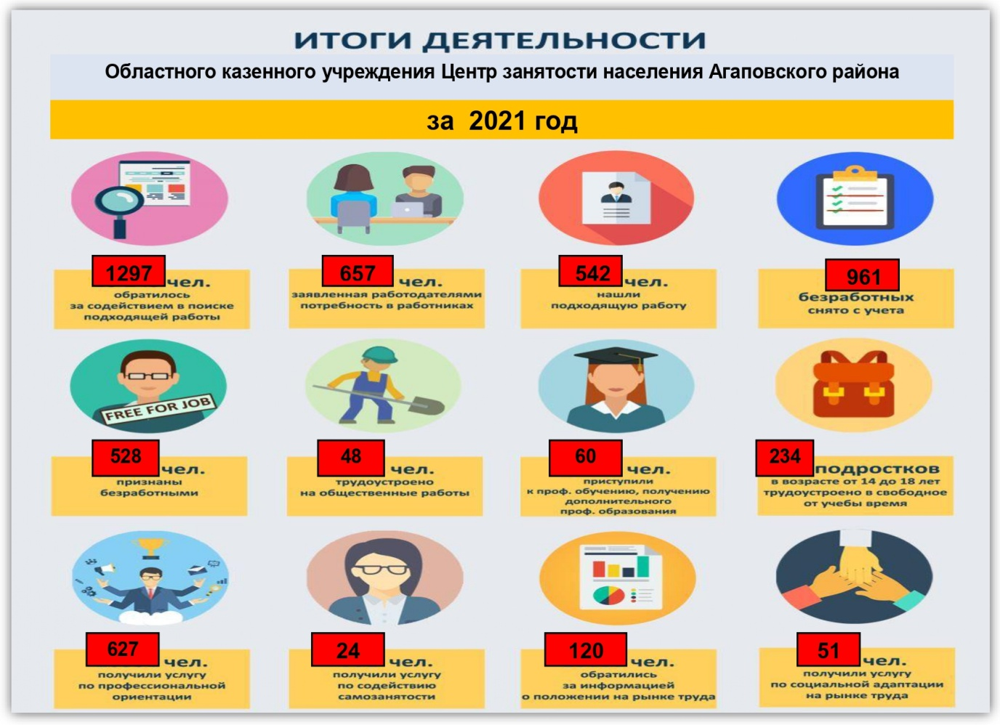 ИТОГИ ДЕЯТЕЛЬНОСТИ
Областного казенного учреждения Центр занятости населения Агаповского района
за 2021 год
1297 чел.
обратилось
за содействием в поиске
подходящей работы
657 чел.
заявленная работодателями
потребность в работниках
542 чел.
нашли
подходящую работу
961
безработных
снято с учета
FREE FOR JOB
528 чел.
признаны
безработными
48 чел.
трудоустроено
на общественные работы
60 чел.
приступили
к проф. обучению, получению
дополнительного
проф. образования
234 подростков
в возрасте от 14 до 18 лет
трудоустроено в свободное
от учебы время
627 чел.
получили услугу
по профессиональной
ориентации
24 чел.
получили услугу
по содействию
самозанятости
120 чел.
обратились
за информацией
о положении на рынке труда
51 чел.
получили услугу
по социальной адаптации
на рынке труда